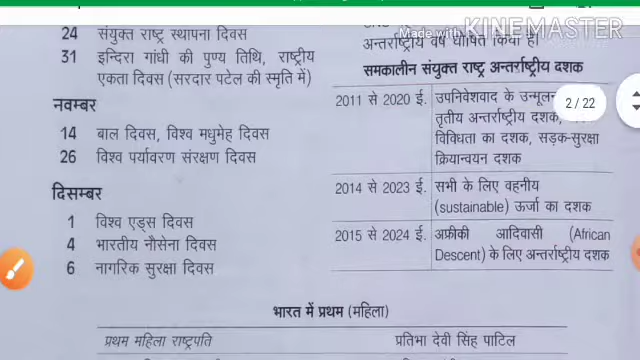 24 संयुक्त राष्ट्र स्थापना दिवस
31 इन्दिरा गांधी की पुण्य तिथि, राष्ट्रीय
एकता दिवस (सरदार पटेल की स्मृति में)
नवम्बर
14 बाल दिवस, विश्व मधुमेह दिवस
26 विश्व पर्यावरण संरक्षण दिवस
दिसम्बर
1 विश्व एड्स दिवस
4 भारतीय नौसेना दिवस
6 नागरिक सुरक्षा दिवस
Made with KINEMASTER
अन्तर्राष्ट्रीय वर्ष घोषित किया है।
समकालीन संयुक्त राष्ट्र अन्तर्राष्ट्रीय दशक
2011 से 2020 ई. उपनिवेशवाद के उन्मूलन
2/22
तृतीय अन्तर्राष्ट्रीय दशक,
विविधता का दशक, सड़क-सुरक्षा
क्रियान्वयन दशक
2014 से 2023 ई. सभी के लिए वहनीय
(sustainable) ऊर्जा का दशक
2015 से 2024 ई. अफ्रीकी आदिवासी (African
Descent) के लिए अन्तर्राष्ट्रीय दशक
भारत में प्रथम (महिला)
प्रथम महिला राष्ट्रपति प्रतिभा देवी सिंह पाटिल